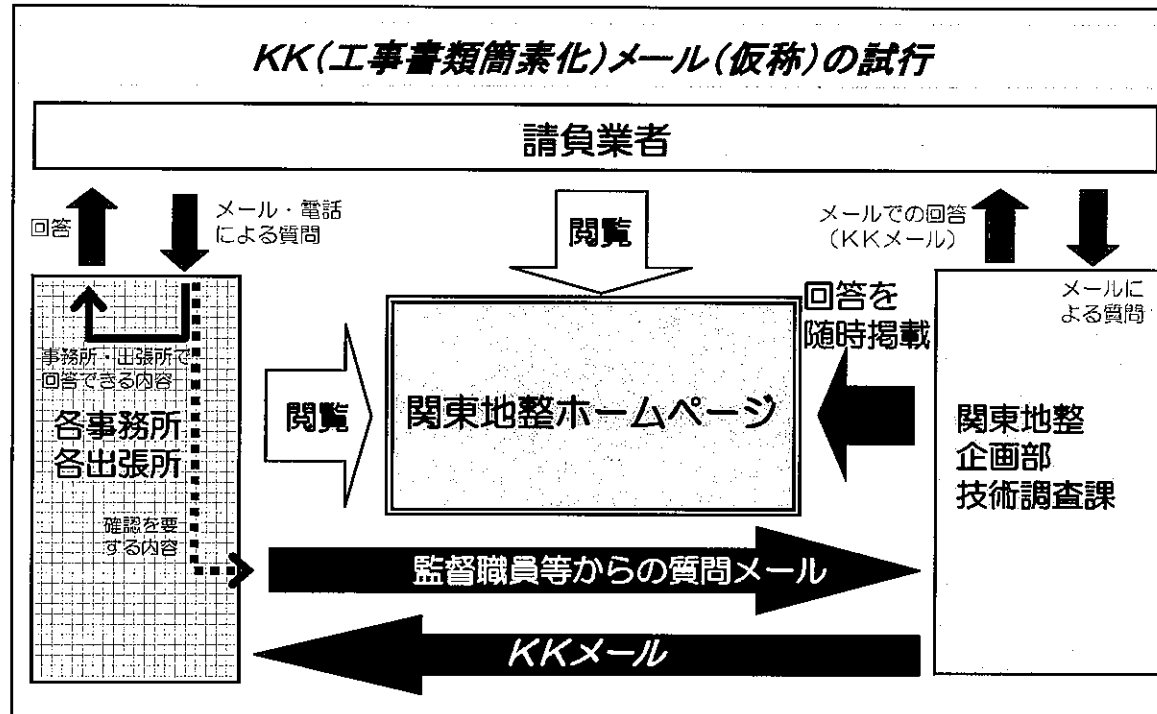 KK(工事書類簡素化)メール(仮称)の試行
請負業者
回答
メール・電話
による質問
閲覧
メールでの回答
(KKメール)
メールに
よる質問
回答を
随時掲載
事務所・出張所で
回答できる内容
各事務所
各出張所
確認を要
する内容
閲覧
関東地整ホームページ
関東地整
企画部
技術調査課
監督職員等からの質問メール
KKメール